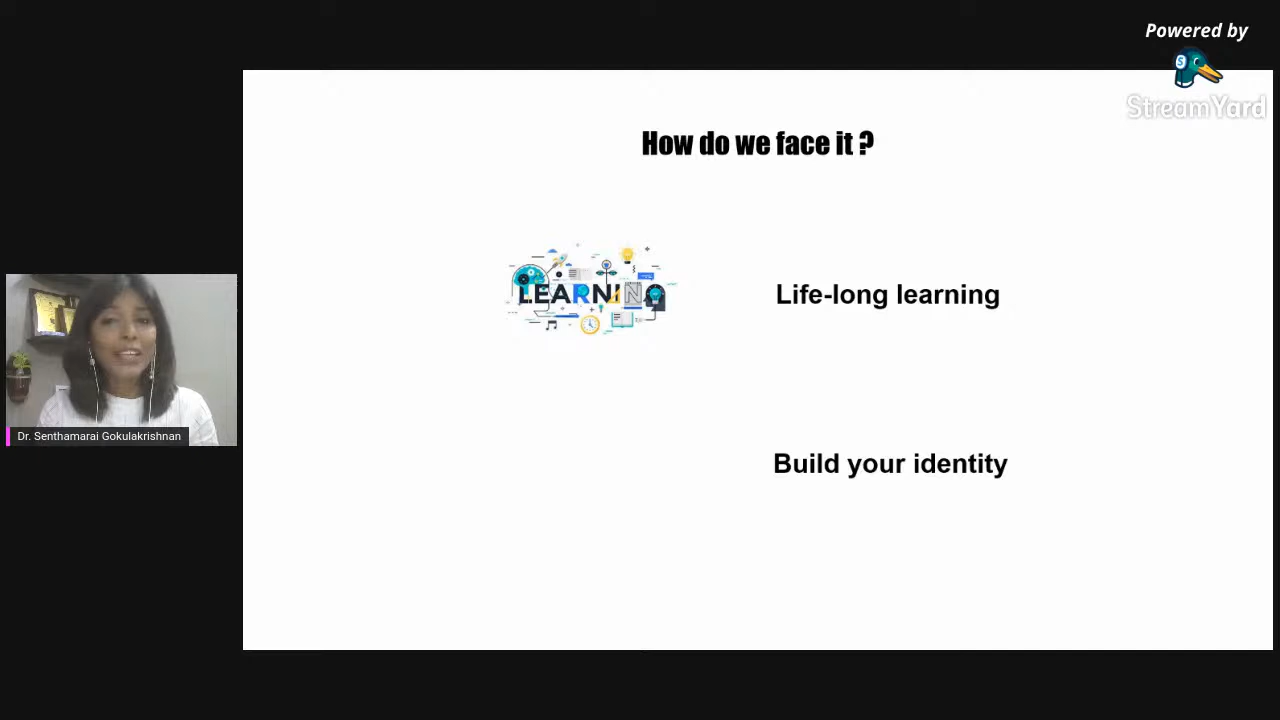 Powered by
StreamYard
How do we face it ?
LEARNING
Life-long learning
Build your identity
Dr. Senthamarai Gokulakrishnan